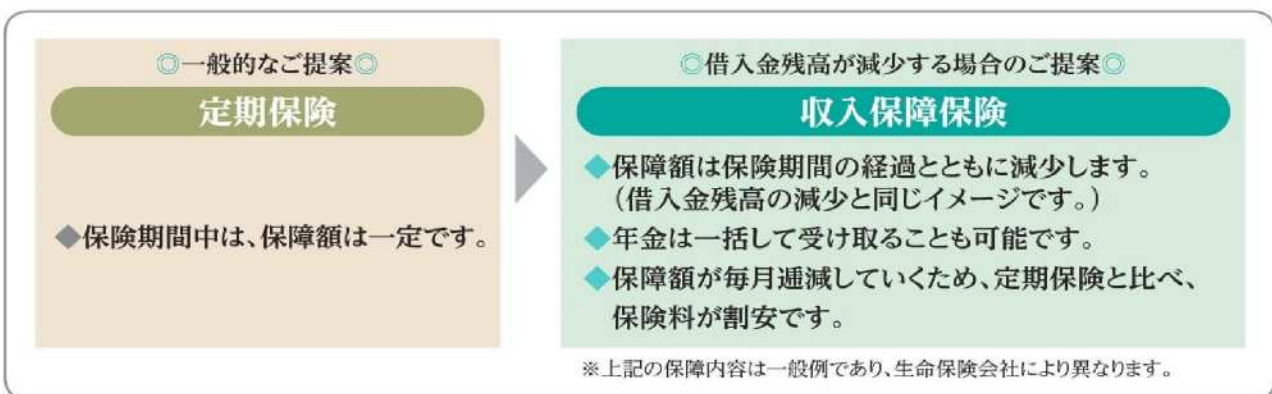 ◎一般的なご提案◎
定期保険
◆保険期間中は、保障額は一定です。
◎借入金残高が減少する場合のご提案◎
収入保障保険
◆保障額は保険期間の経過とともに減少します。
（借入金残高の減少と同じイメージです。）
◆年金は一括して受け取ることも可能です。
◆保障額が毎月逓減していくため、定期保険と比べ、
保険料が割安です。
※上記の保障内容は一般例であり、生命保険会社により異なります。